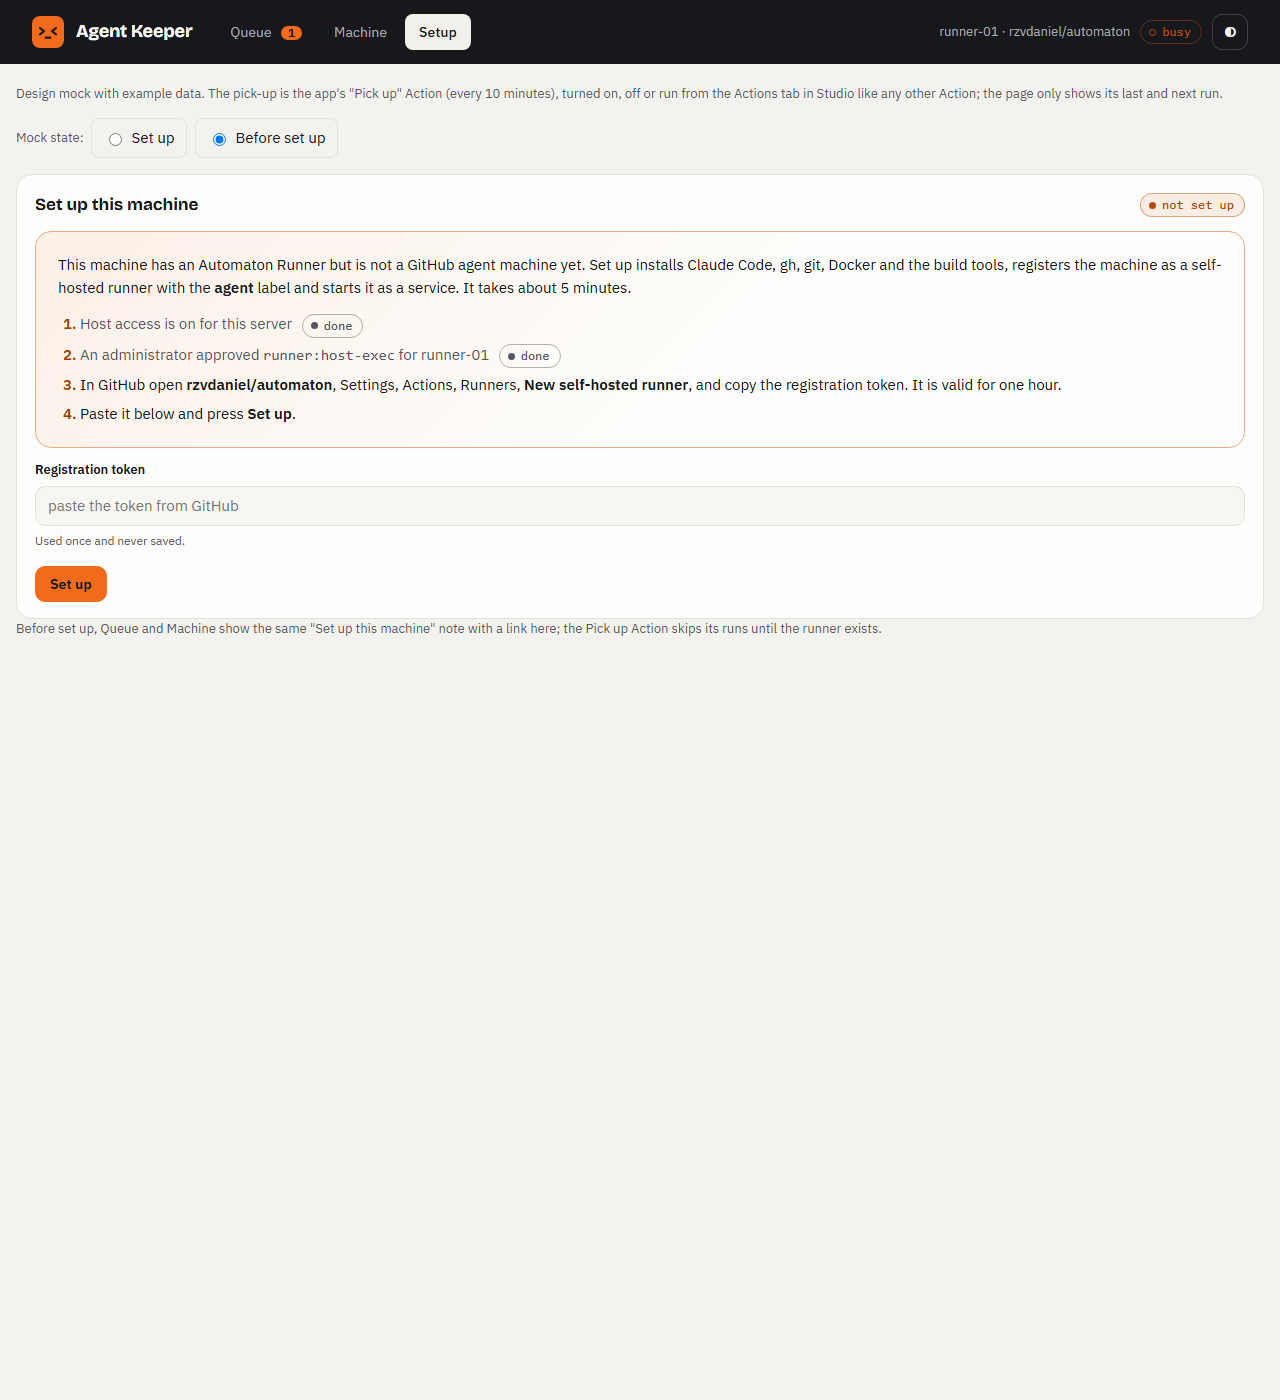 Agent Keeper
Queue 1
Machine
Setup
runner-01 · rzvdaniel/automaton
busy
Design mock with example data. The pick-up is the app's "Pick up" Action (every 10 minutes), turned on, off or run from the Actions tab in Studio like any other Action; the page only shows its last and next run.
Mock state:
Set up
Before set up
Set up this machine
not set up
This machine has an Automaton Runner but is not a GitHub agent machine yet. Set up installs Claude Code, gh, git, Docker and the build tools, registers the machine as a self-
hosted runner with the agent label and starts it as a service. It takes about 5 minutes.
1. Host access is on for this server done
2. An administrator approved runner:host-exec for runner-01 done
3. In GitHub open rzvdaniel/automaton, Settings, Actions, Runners, New self-hosted runner, and copy the registration token. It is valid for one hour.
4. Paste it below and press Set up.
Registration token
paste the token from GitHub
Used once and never saved.
Set up
Before set up, Queue and Machine show the same "Set up this machine" note with a link here; the Pick up Action skips its runs until the runner exists.